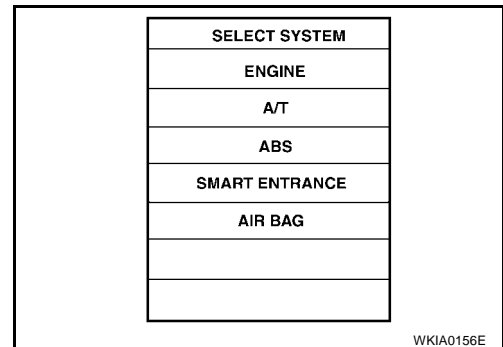 SELECT SYSTEM
ENGINE
A/T
ABS
SMART ENTRANCE
AIR BAG
WKIA0156E